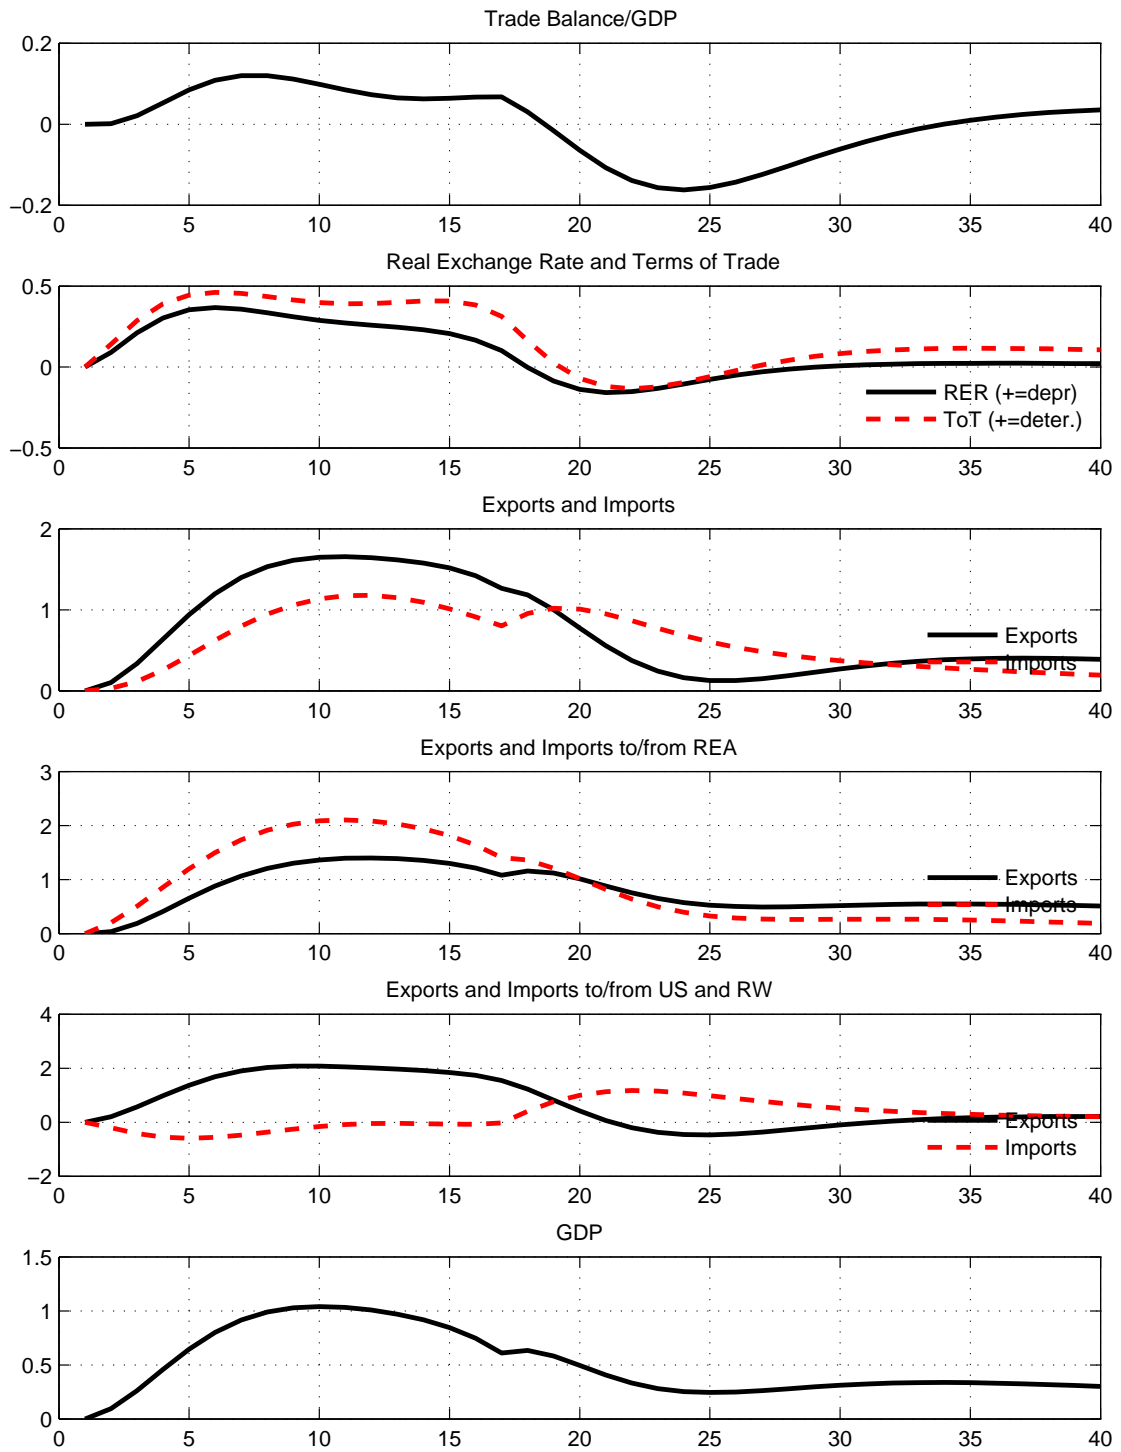 Trade Balance/GDP
0.2
0
−0.2
0 5 10 15 20 25 30 35 40
Real Exchange Rate and Terms of Trade
0.5
0
RER (+=depr)
ToT (+=deter.)
−0.5
0 5 10 15 20 25 30 35 40
Exports and Imports
2
1
Exports
Imports
0
0 5 10 15 20 25 30 35 40
Exports and Imports to/from REA
3
2
1
Exports
Imports
0
0 5 10 15 20 25 30 35 40
Exports and Imports to/from US and RW
4
2
0
Exports
Imports
−2
0 5 10 15 20 25 30 35 40
GDP
1.5
1
0.5
0
0 5 10 15 20 25 30 35 40